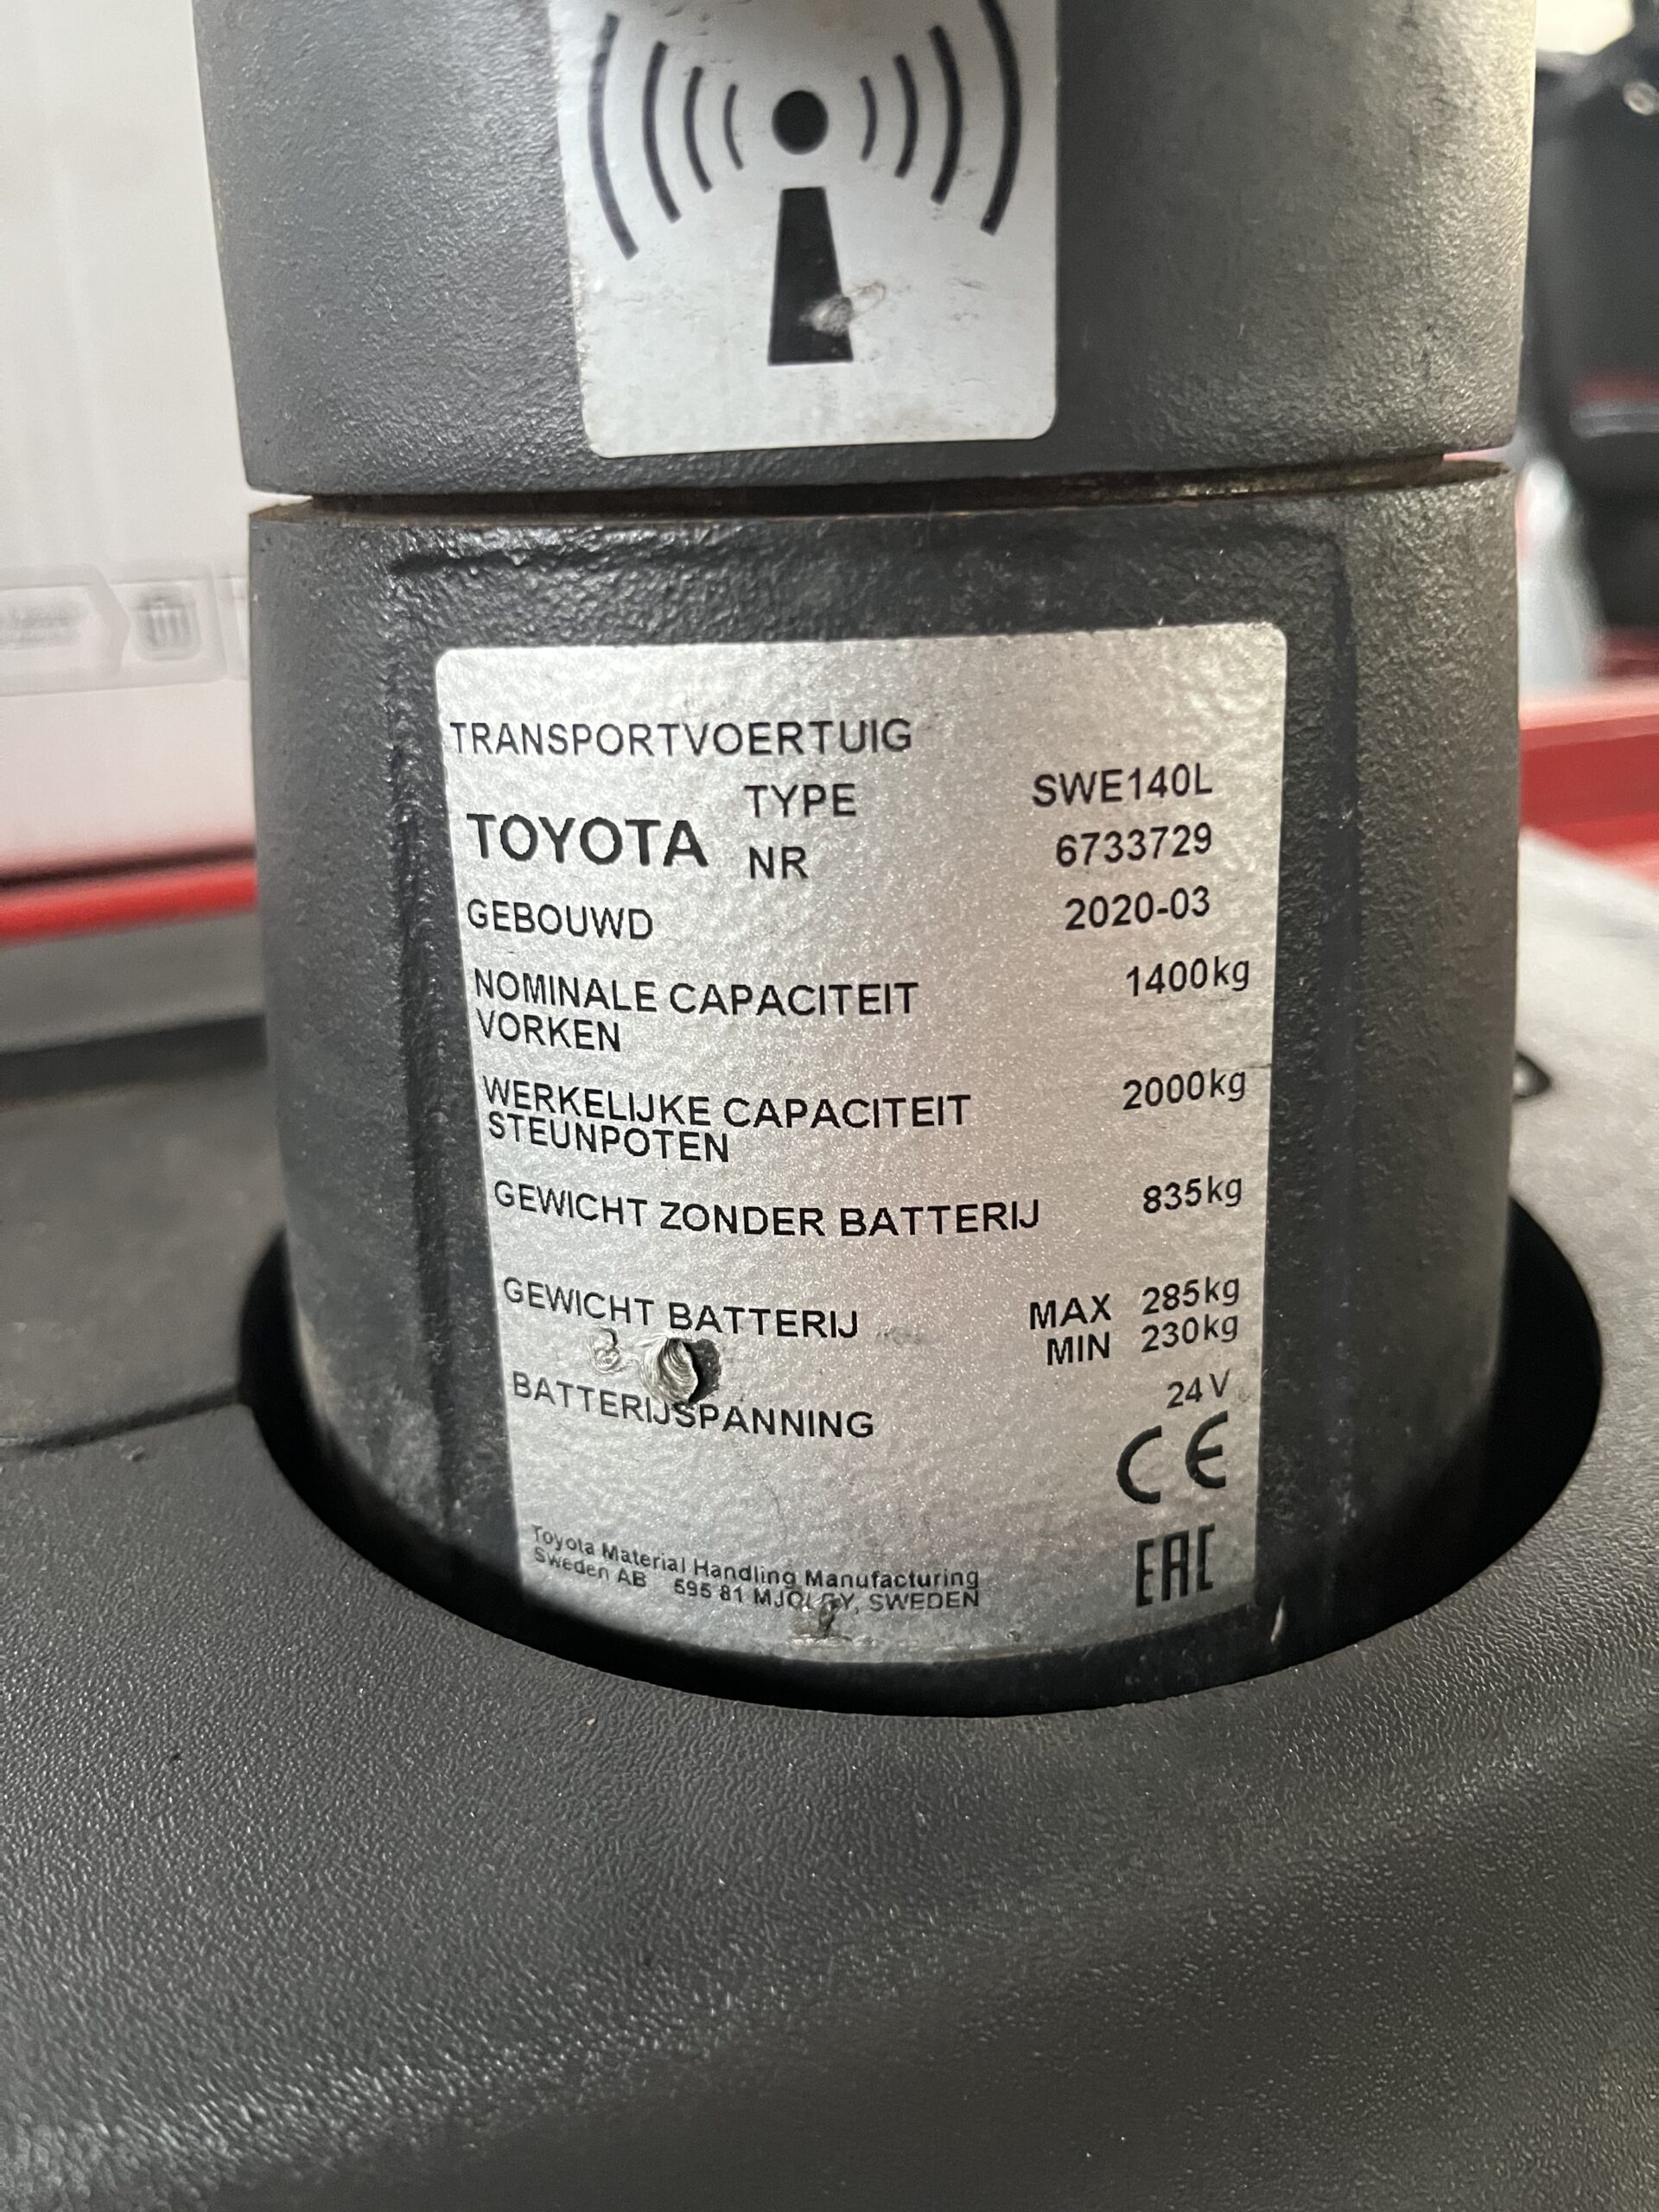 TRANSPORTVOERTUIG
TYPE SWE140L
TOYOTA NR 6733729
GEBOUWD 2020-03
NOMINALE CAPACITEIT 1400kg
VORKEN
WERKELIJKE CAPACITEIT 2000kg
STEUNPOTEN
GEWICHT ZONDER BATTERIJ 835kg
GEWICHT BATTERIJ MAX 285kg
MIN 230kg
BATTERIJSPANNING 24V
CE
EAC
Toyota Material Handling Manufacturing
Sweden AB 595 81 SWEDEN